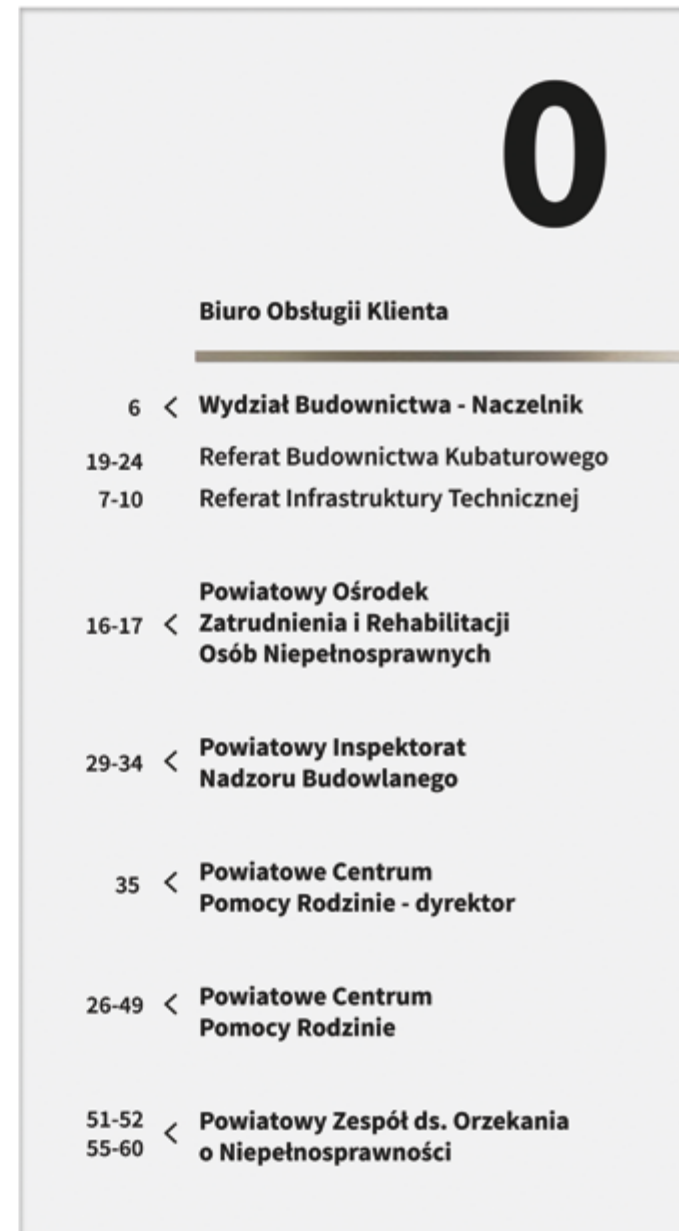 0
Biuro Obsługii Klienta
6 < Wydział Budownictwa - Naczelnik
19-24 Referat Budownictwa Kubaturowego
7-10 Referat Infrastruktury Technicznej
Powiatowy Ośrodek
16-17 < Zatrudnienia i Rehabilitacji
Osób Niepełnosprawnych
29-34 < Powiatowy Inspektorat
Nadzoru Budowlanego
35 < Powiatowe Centrum
Pomocy Rodzinie - dyrektor
26-49 < Powiatowe Centrum
Pomocy Rodzinie
51-52 < Powiatowy Zespół ds. Orzekania
55-60 o Niepełnosprawności